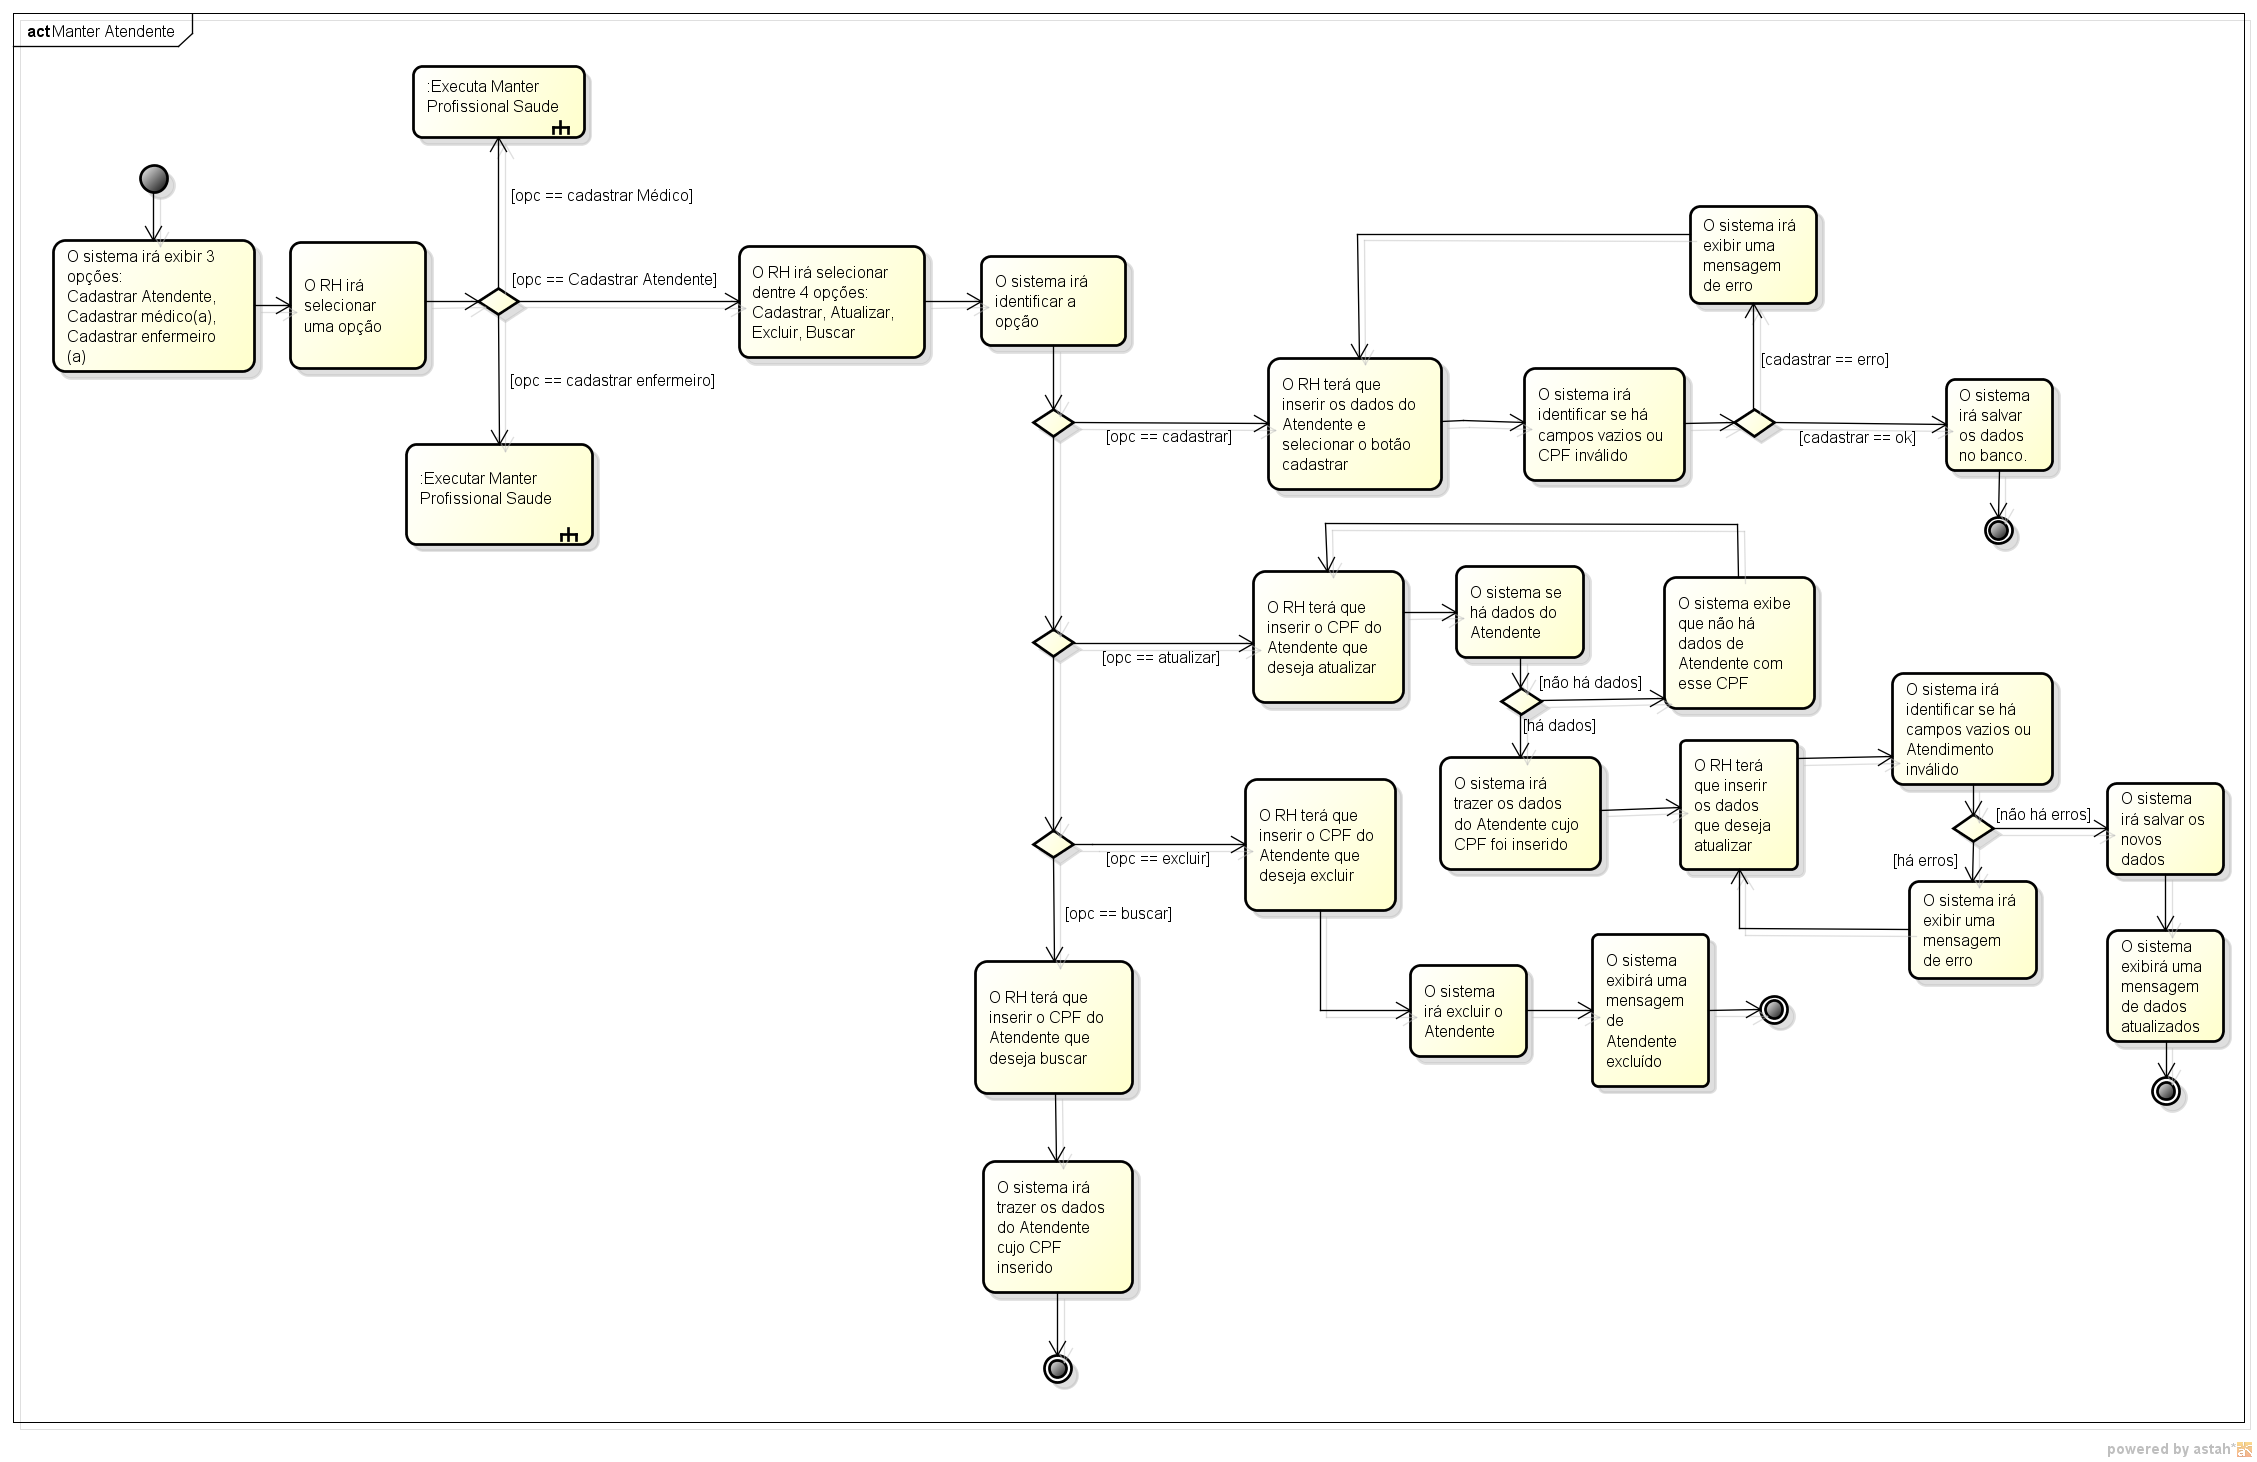 act Manter Atendente
:Executa Manter
Profissional Saude
[opc == cadastrar Médico]
O sistema irá exibir 3
opções:
Cadastrar Atendente,
Cadastrar médico(a),
Cadastrar enfermeiro
(a)
O RH irá
selecionar
uma opção
[opc == Cadastrar Atendente]
[opc == cadastrar enfermeiro]
:Executar Manter
Profissional Saude
O RH irá selecionar
dentre 4 opções:
Cadastrar, Atualizar,
Excluir, Buscar
O sistema irá
identificar a
opção
[opc == cadastrar]
O RH terá que
inserir os dados do
Atendente e
selecionar o botão
cadastrar
O sistema irá
identificar se há
campos vazios ou
CPF inválido
[cadastrar == erro]
O sistema irá
exibir uma
mensagem
de erro
[cadastrar == ok]
O sistema
irá salvar
os dados
no banco.
[opc == atualizar]
O RH terá que
inserir o CPF do
Atendente que
deseja atualizar
O sistema se
há dados do
Atendente
[não há dados]
O sistema exibe
que não há
dados de
Atendente com
esse CPF
[há dados]
O sistema irá
trazer os dados
do Atendente cujo
CPF foi inserido
O RH terá
que inserir
os dados
que deseja
atualizar
O sistema irá
identificar se há
campos vazios ou
Atendimento
inválido
[não há erros]
[há erros]
O sistema irá
exibir uma
mensagem
de erro
O sistema
irá salvar os
novos
dados
O sistema
exibirá uma
mensagem
de dados
atualizados
[opc == excluir]
O RH terá que
inserir o CPF do
Atendente que
deseja excluir
O sistema
irá excluir o
Atendente
O sistema
exibirá uma
mensagem
de
Atendente
excluído
[opc == buscar]
O RH terá que
inserir o CPF do
Atendente que
deseja buscar
O sistema irá
trazer os dados
do Atendente
cujo CPF
inserido
powered by astah*